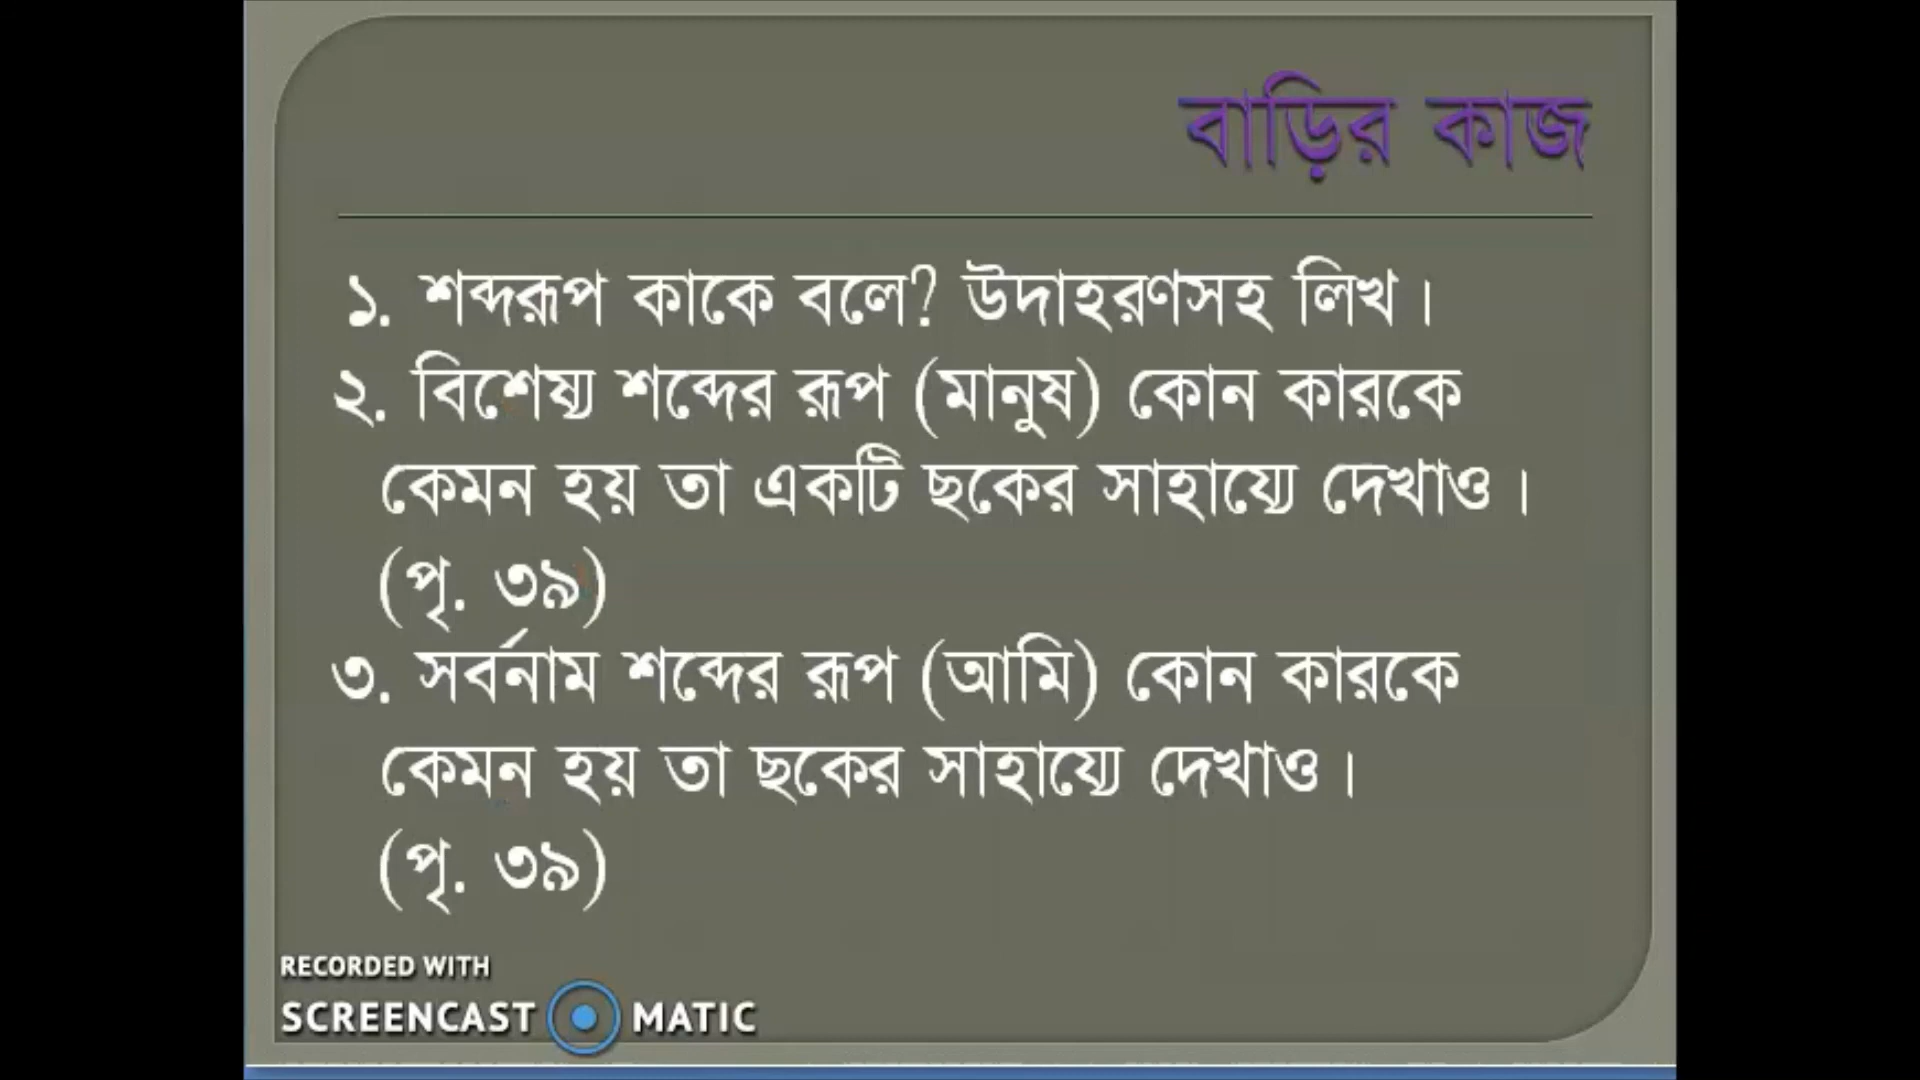 বাড়ির কাজ
১. শব্দরূপ কাকে বলে? উদাহরণসহ লিখ।
২. বিশেষ্য শব্দের রূপ (মানুষ) কোন কারকে
কেমন হয় তা একটি ছকের সাহায্যে দেখাও।
(পৃ. ৩৯)
৩. সর্বনাম শব্দের রূপ (আমি) কোন কারকে
কেমন হয় তা ছকের সাহায্যে দেখাও।
(পৃ. ৩৯)
RECORDED WITH
SCREENCAST MATIC